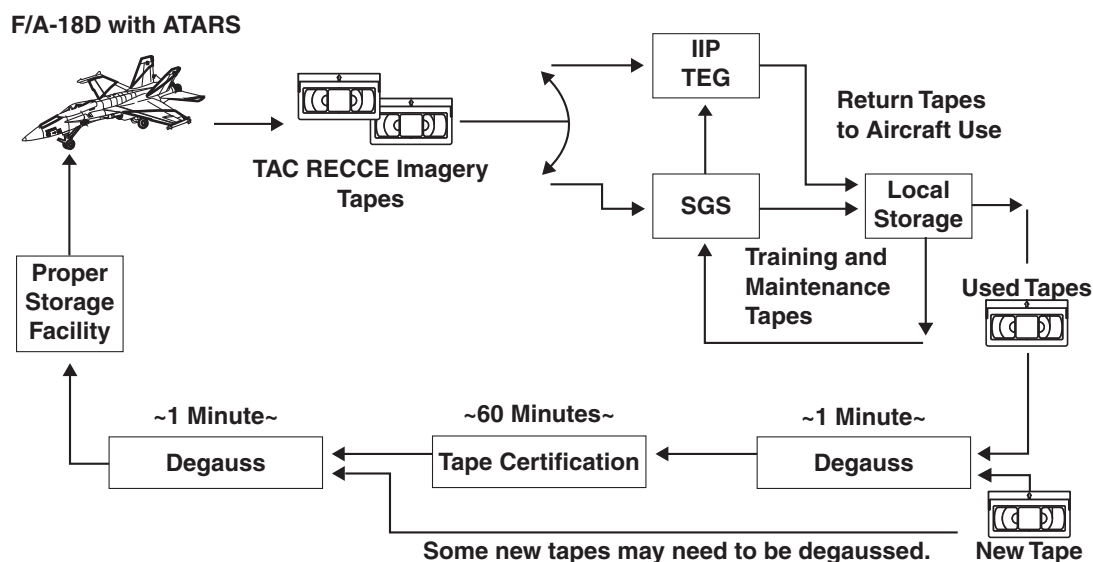 F/A-18D with ATARS
IIP
TEG
Return Tapes
to Aircraft Use
TAC RECCE Imagery
Tapes
SGS
Local
Storage
Training and
Maintenance
Tapes
Used Tapes
Proper
Storage
Facility
~1 Minute~
~60 Minutes~
~1 Minute~
Degauss
Tape Certification
Degauss
Some new tapes may need to be degaussed.
New Tape